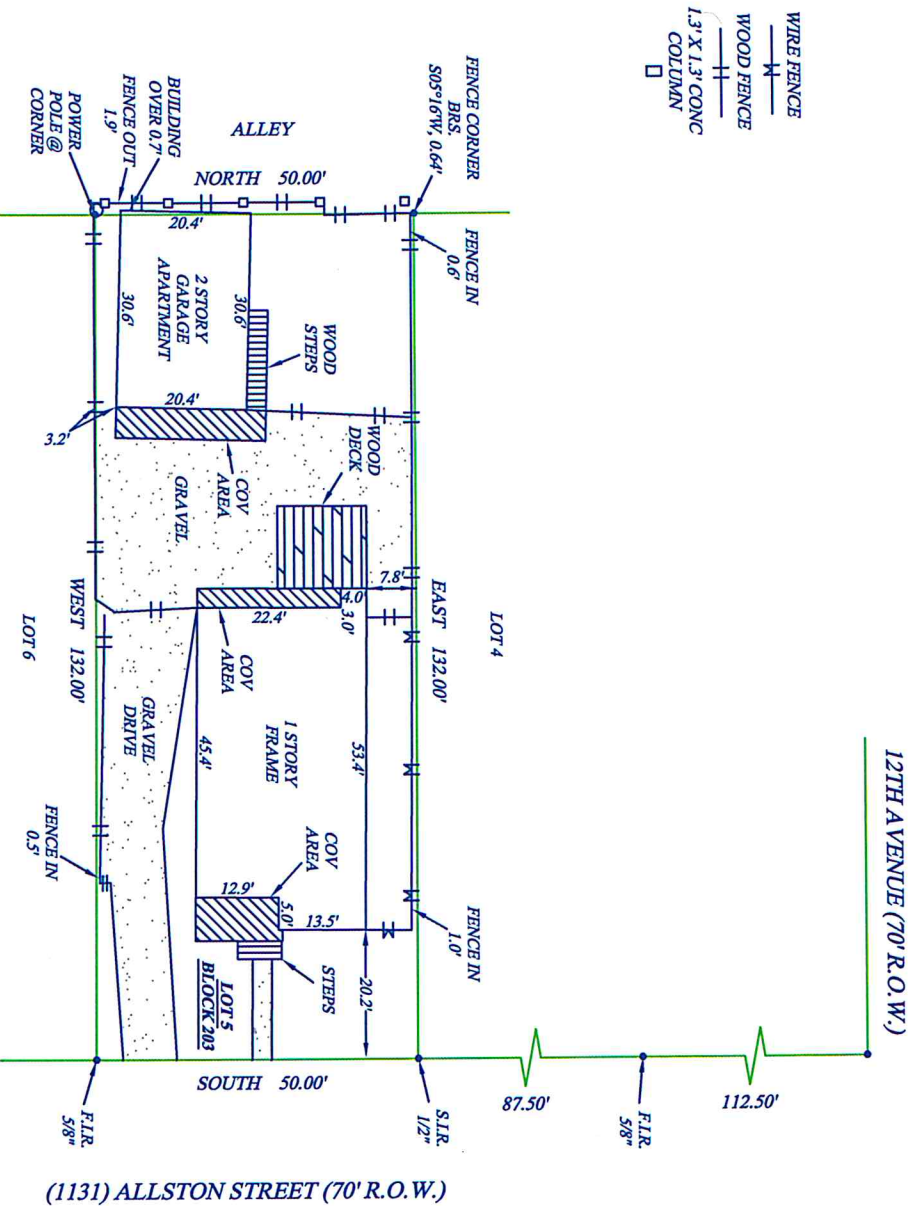 WIRE FENCE
WOOD FENCE
1.3' X 1.3' CONC
COLUMN
12TH AVENUE (70' R.O.W.)
FENCE CORNER
BRS.
S05°16'W, 0.64'
FENCE IN
0.6'
LOT 4
EAST 132.00'
FENCE IN
1.0'
ALLEY
NORTH 50.00'
BUILDING
OVER 0.7'
FENCE OUT
1.9'
POWER
POLE @
CORNER
20.4'
30.6'
2 STORY
GARAGE
APARTMENT
30.6'
20.4'
WOOD
STEPS
3.2'
COV
AREA
GRAVEL
WOOD
DECK
7.8'
4.0'
3.0'
22.4'
COV
AREA
53.4'
1 STORY
FRAME
45.4'
COV
AREA
12.9'
5.0'
13.5'
20.2'
STEPS
LOT 5
BLOCK 203
GRAVEL
DRIVE
WEST 132.00'
LOT 6
FENCE IN
0.5'
SOUTH 50.00'
F.I.R.
5/8"
S.I.R.
1/2"
87.50'
F.I.R.
5/8"
112.50'
(1131) ALLSTON STREET (70' R.O.W.)